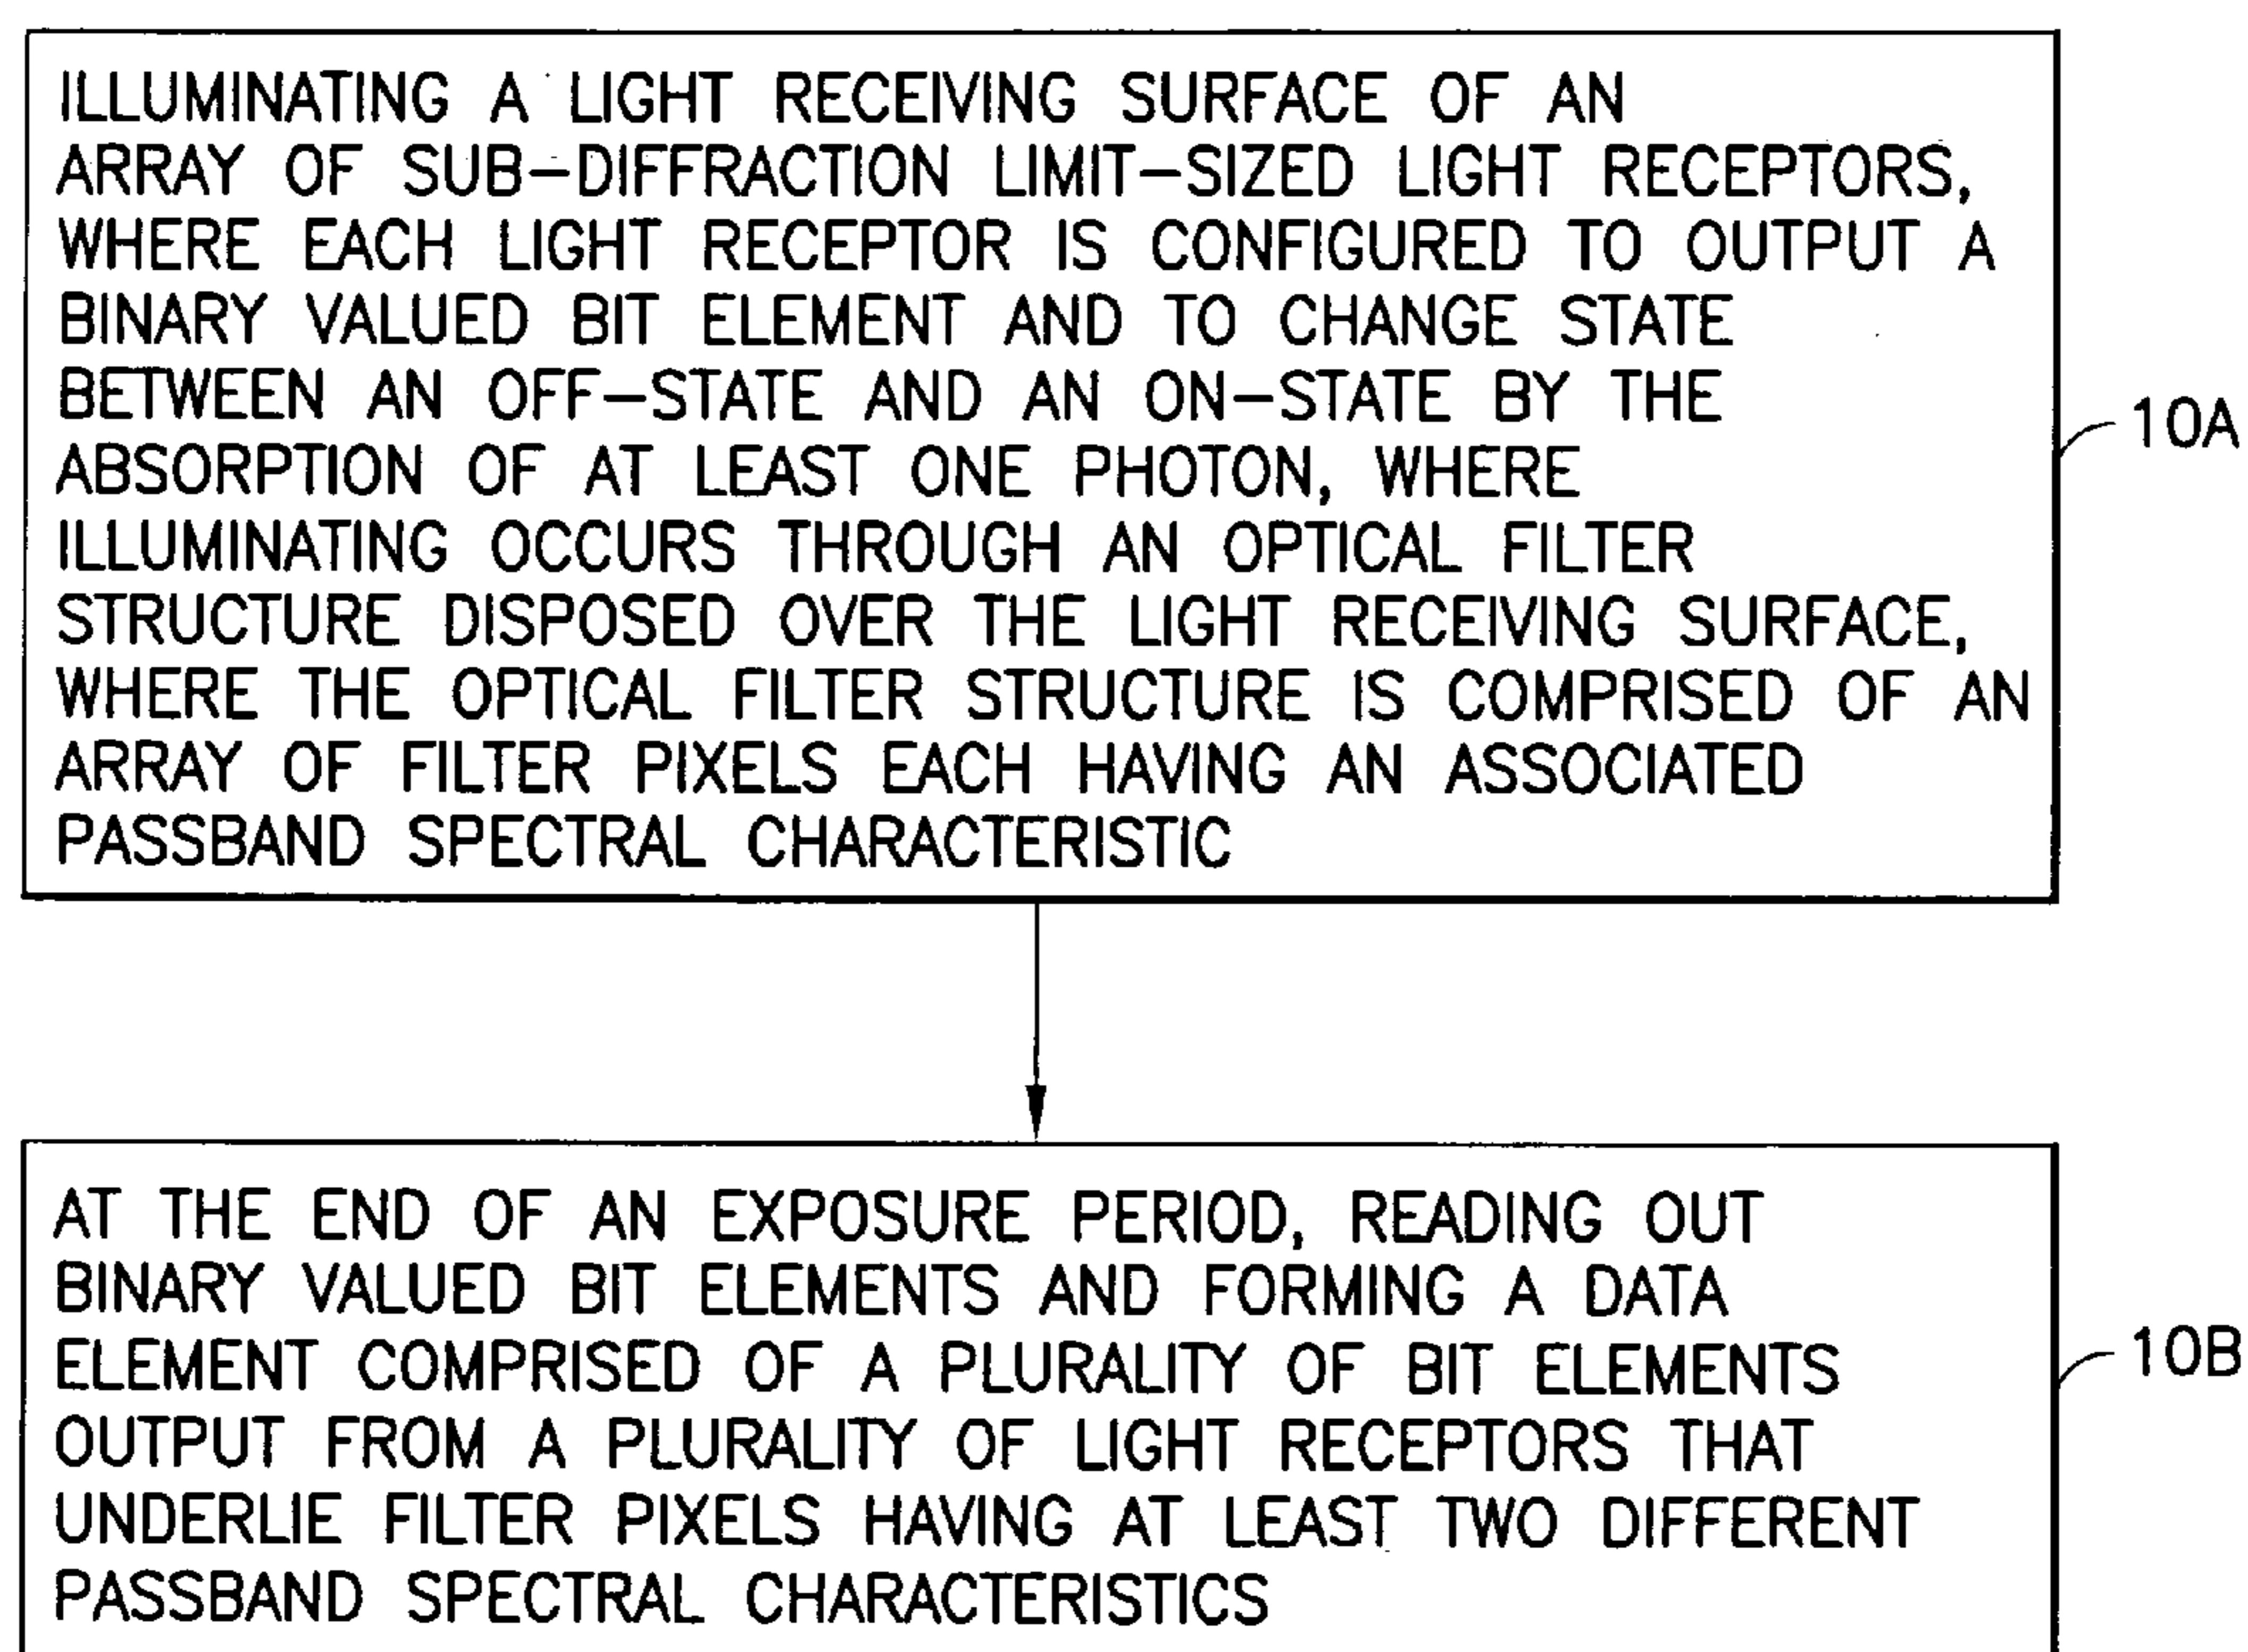 ILLUMINATING A LIGHT RECEIVING SURFACE OF AN
ARRAY OF SUB-DIFFRACTION LIMIT-SIZED LIGHT RECEPTORS,
WHERE EACH LIGHT RECEPTOR IS CONFIGURED TO OUTPUT A
BINARY VALUED BIT ELEMENT AND TO CHANGE STATE
BETWEEN AN OFF-STATE AND AN ON-STATE BY THE
ABSORPTION OF AT LEAST ONE PHOTON, WHERE
ILLUMINATING OCCURS THROUGH AN OPTICAL FILTER
STRUCTURE DISPOSED OVER THE LIGHT RECEIVING SURFACE,
WHERE THE OPTICAL FILTER STRUCTURE IS COMPRISED OF AN
ARRAY OF FILTER PIXELS EACH HAVING AN ASSOCIATED
PASSBAND SPECTRAL CHARACTERISTIC
10A
AT THE END OF AN EXPOSURE PERIOD, READING OUT
BINARY VALUED BIT ELEMENTS AND FORMING A DATA
ELEMENT COMPRISED OF A PLURALITY OF BIT ELEMENTS
OUTPUT FROM A PLURALITY OF LIGHT RECEPTORS THAT
UNDERLIE FILTER PIXELS HAVING AT LEAST TWO DIFFERENT
PASSBAND SPECTRAL CHARACTERISTICS
10B